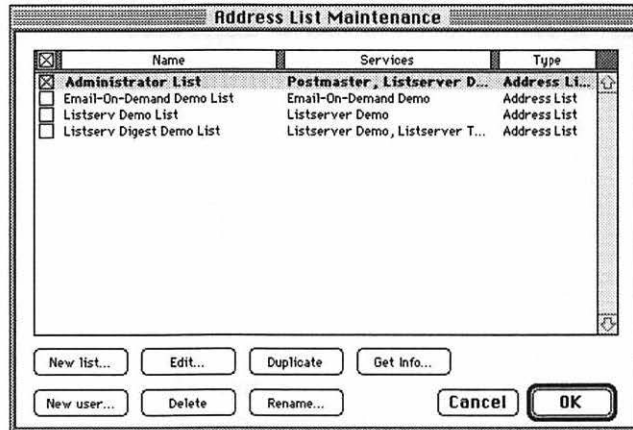 Address List Maintenance
Name Services Type
Administrator List Postmaster, Listserver D... Address Li...
Email-On-Demand Demo List Email-On-Demand Demo Address List
Listserv Demo List Listserver Demo Address List
Listserv Digest Demo List Listserver Demo, Listserver T... Address List
New list... Edit... Duplicate Get Info...
New user... Delete Rename... Cancel OK